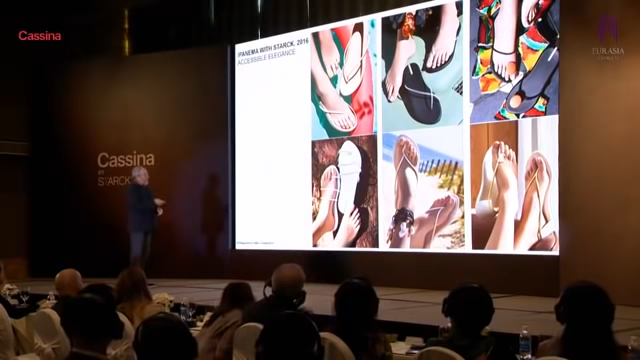 Cassina
EURASIA
IPANEMA WITH STARCK, 2016
ACCESSIBLE ELEGANCE
Cassina
BY
STARCK